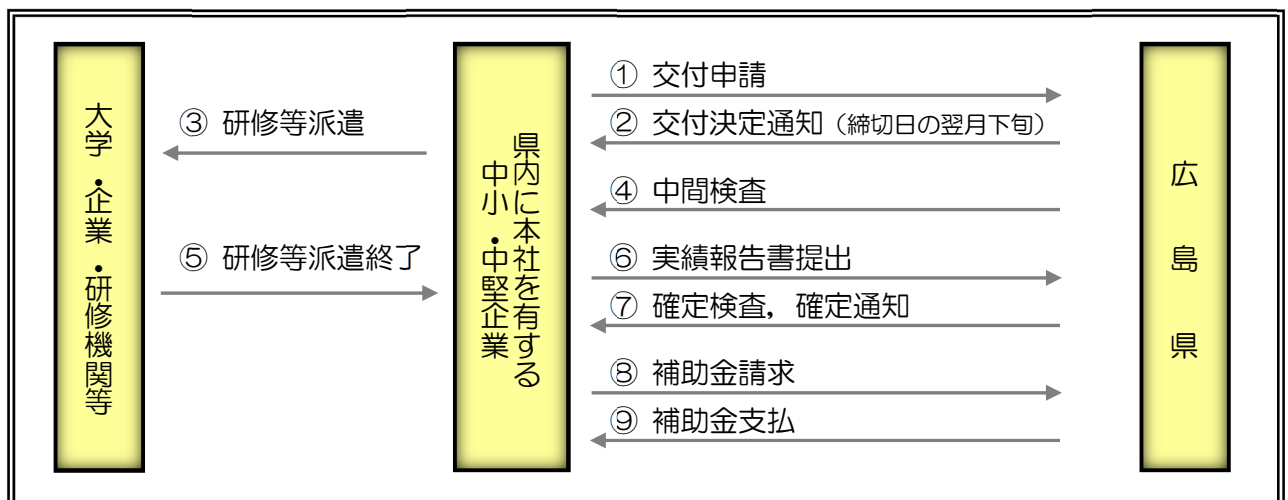 大学・企業・研修機関等
③ 研修等派遣
⑤ 研修等派遣終了
県内に本社を有する
中小・中堅企業
① 交付申請
② 交付決定通知（締切日の翌月下旬）
④ 中間検査
⑥ 実績報告書提出
⑦ 確定検査，確定通知
⑧ 補助金請求
⑨ 補助金支払
広島県